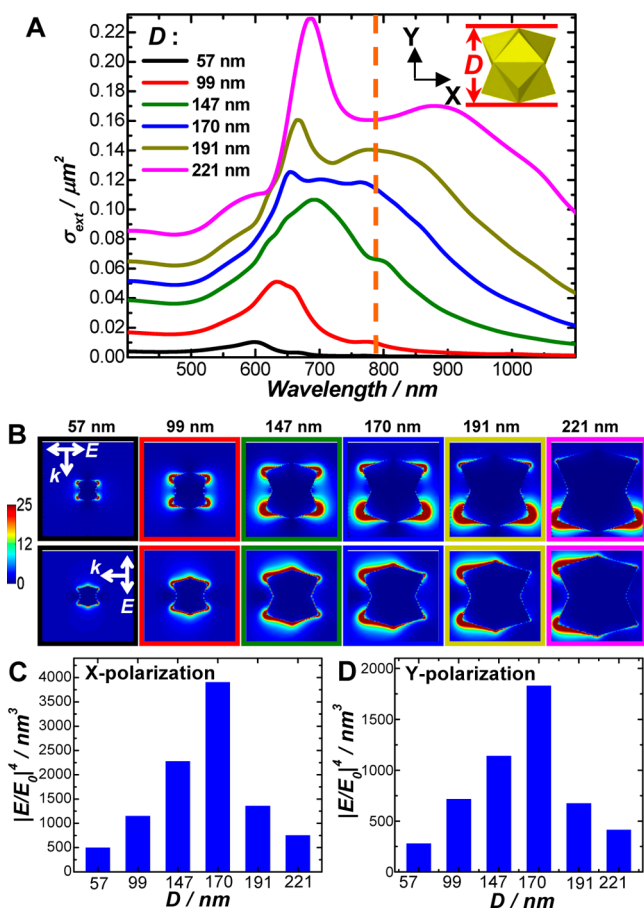 A
D :
57 nm
99 nm
147 nm
170 nm
191 nm
221 nm
Y
X
D
0.22
0.20
0.18
0.16
0.14
0.12
0.10
0.08
0.06
0.04
0.02
0.00
σext / μm²
500 600 700 800 900 1000
Wavelength / nm
B
57 nm 99 nm 147 nm 170 nm 191 nm 221 nm
E
k
25
12
0
k
E
C
X-polarization
4000
3500
3000
2500
2000
1500
1000
500
0
|E/E0|⁴ / nm³
57 99 147 170 191 221
D / nm
D
Y-polarization
2000
1500
1000
500
0
|E/E0|⁴ / nm³
57 99 147 170 191 221
D / nm